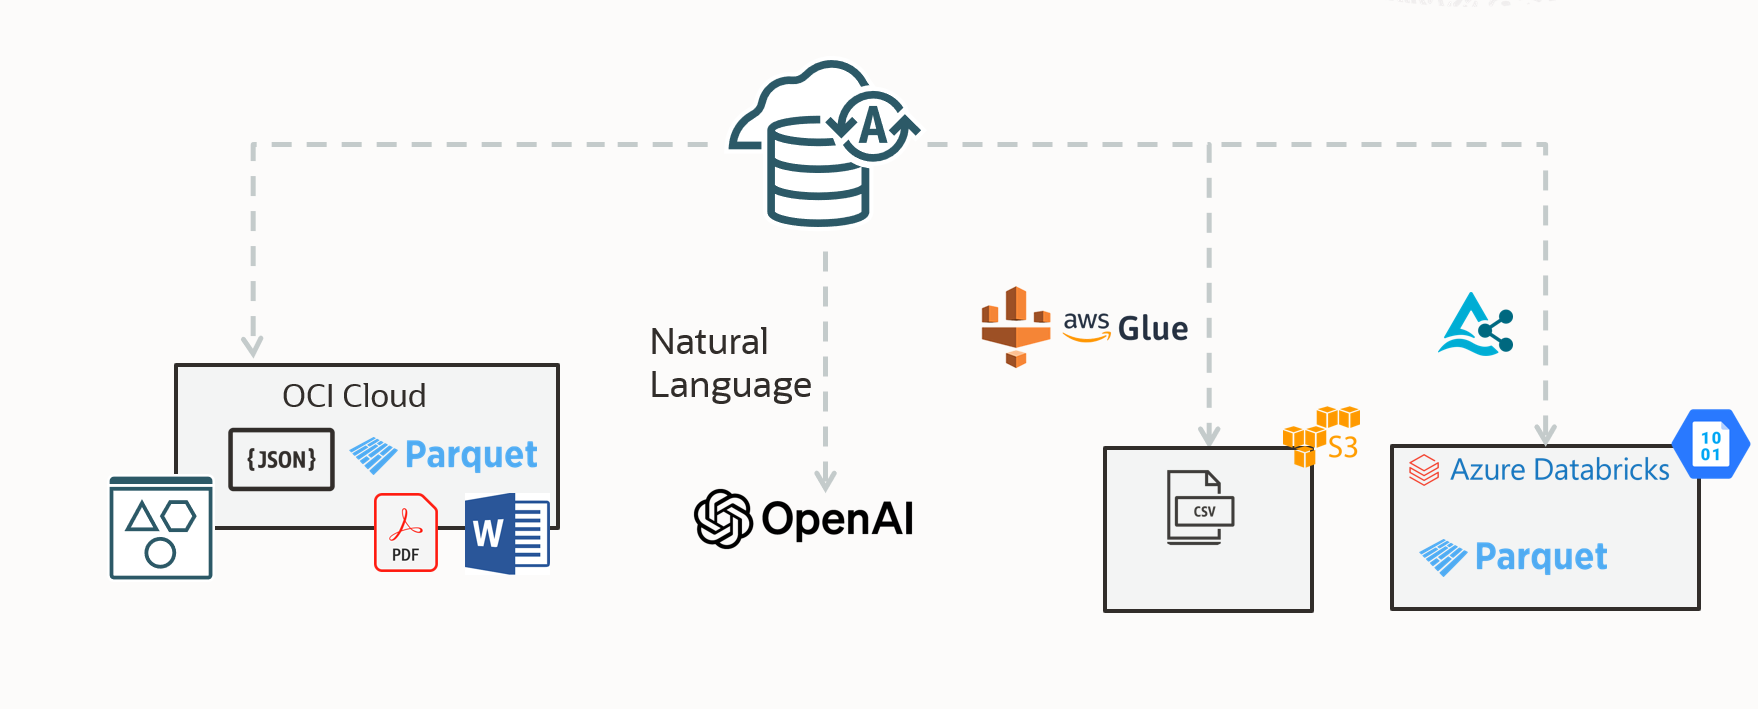 A
Natural
Language
aws Glue
OCI Cloud
{JSON}
Parquet
PDF
W
OpenAI
S3
CSV
Azure Databricks
10
01
Parquet